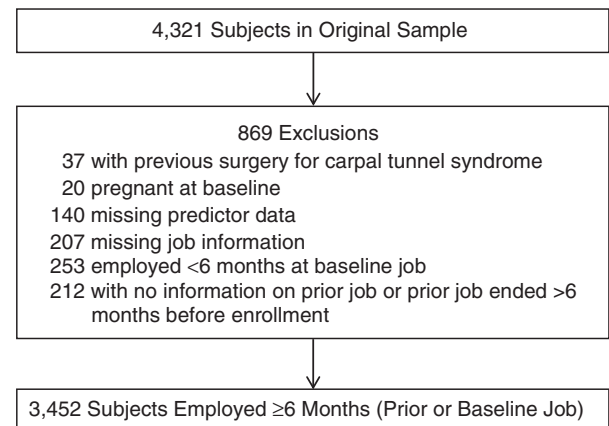 4,321 Subjects in Original Sample
869 Exclusions
37 with previous surgery for carpal tunnel syndrome
20 pregnant at baseline
140 missing predictor data
207 missing job information
253 employed <6 months at baseline job
212 with no information on prior job or prior job ended >6
months before enrollment
3,452 Subjects Employed ≥6 Months (Prior or Baseline Job)